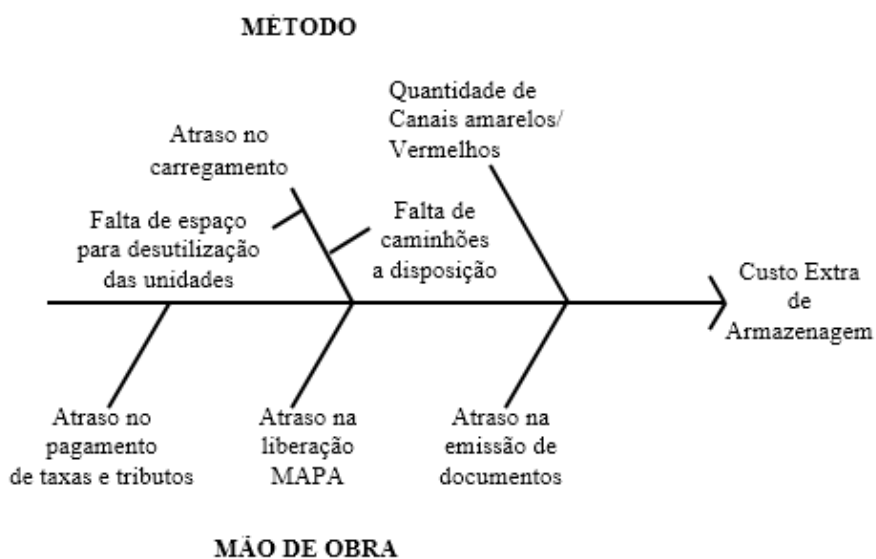 MÉTODO
Quantidade de
Canais amarelos/
Vermelhos
Atraso no
carregamento
Falta de espaço
para desutilização
das unidades
Falta de
caminhões
a disposição
Custo Extra
de
Armazenagem
Atraso no
pagamento
de taxas e tributos
Atraso na
liberação
MAPA
Atraso na
emissão de
documentos
MÃO DE OBRA